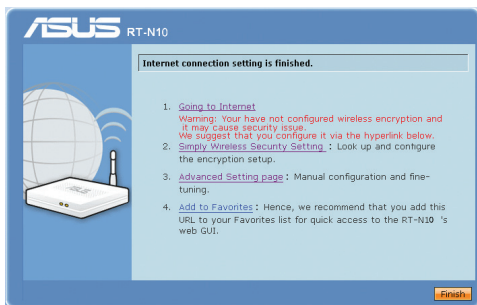 ASUS RT-N10
Internet connection setting is finished.
1. Going to Internet
Warning: Your have not configured wireless encryption and
it may cause security issue.
We suggest that you configure it via the hyperlink below.
2. Simply Wireless Security Setting : Look up and configure
the encryption setup.
3. Advanced Setting page : Manual configuration and fine-
tuning.
4. Add to Favorites : Hence, we recommend that you add this
URL to your Favorites list for quick access to the RT-N10 's
web GUI.
ASUS
Finish